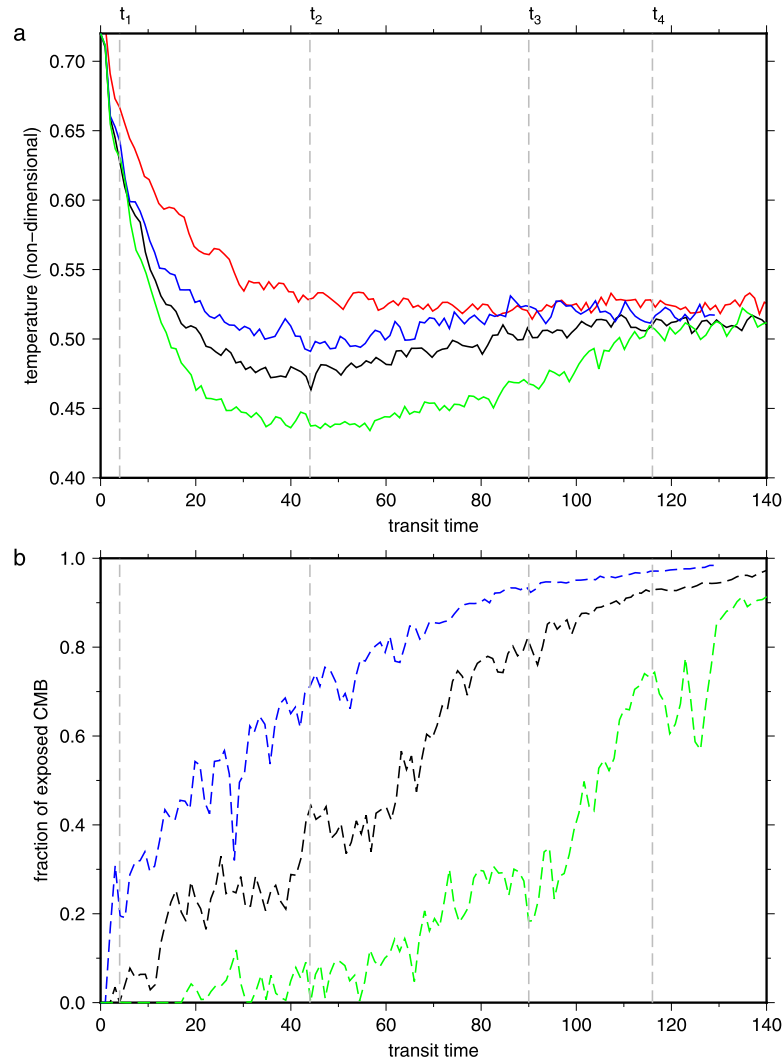 t1 t2 t3 t4
a
0.70
0.65
0.60
0.55
0.50
0.45
0.40
temperature (non−dimensional)
0 20 40 60 80 100 120 140
transit time
b
1.0
0.8
0.6
0.4
0.2
0.0
fraction of exposed CMB
0 20 40 60 80 100 120 140
transit time